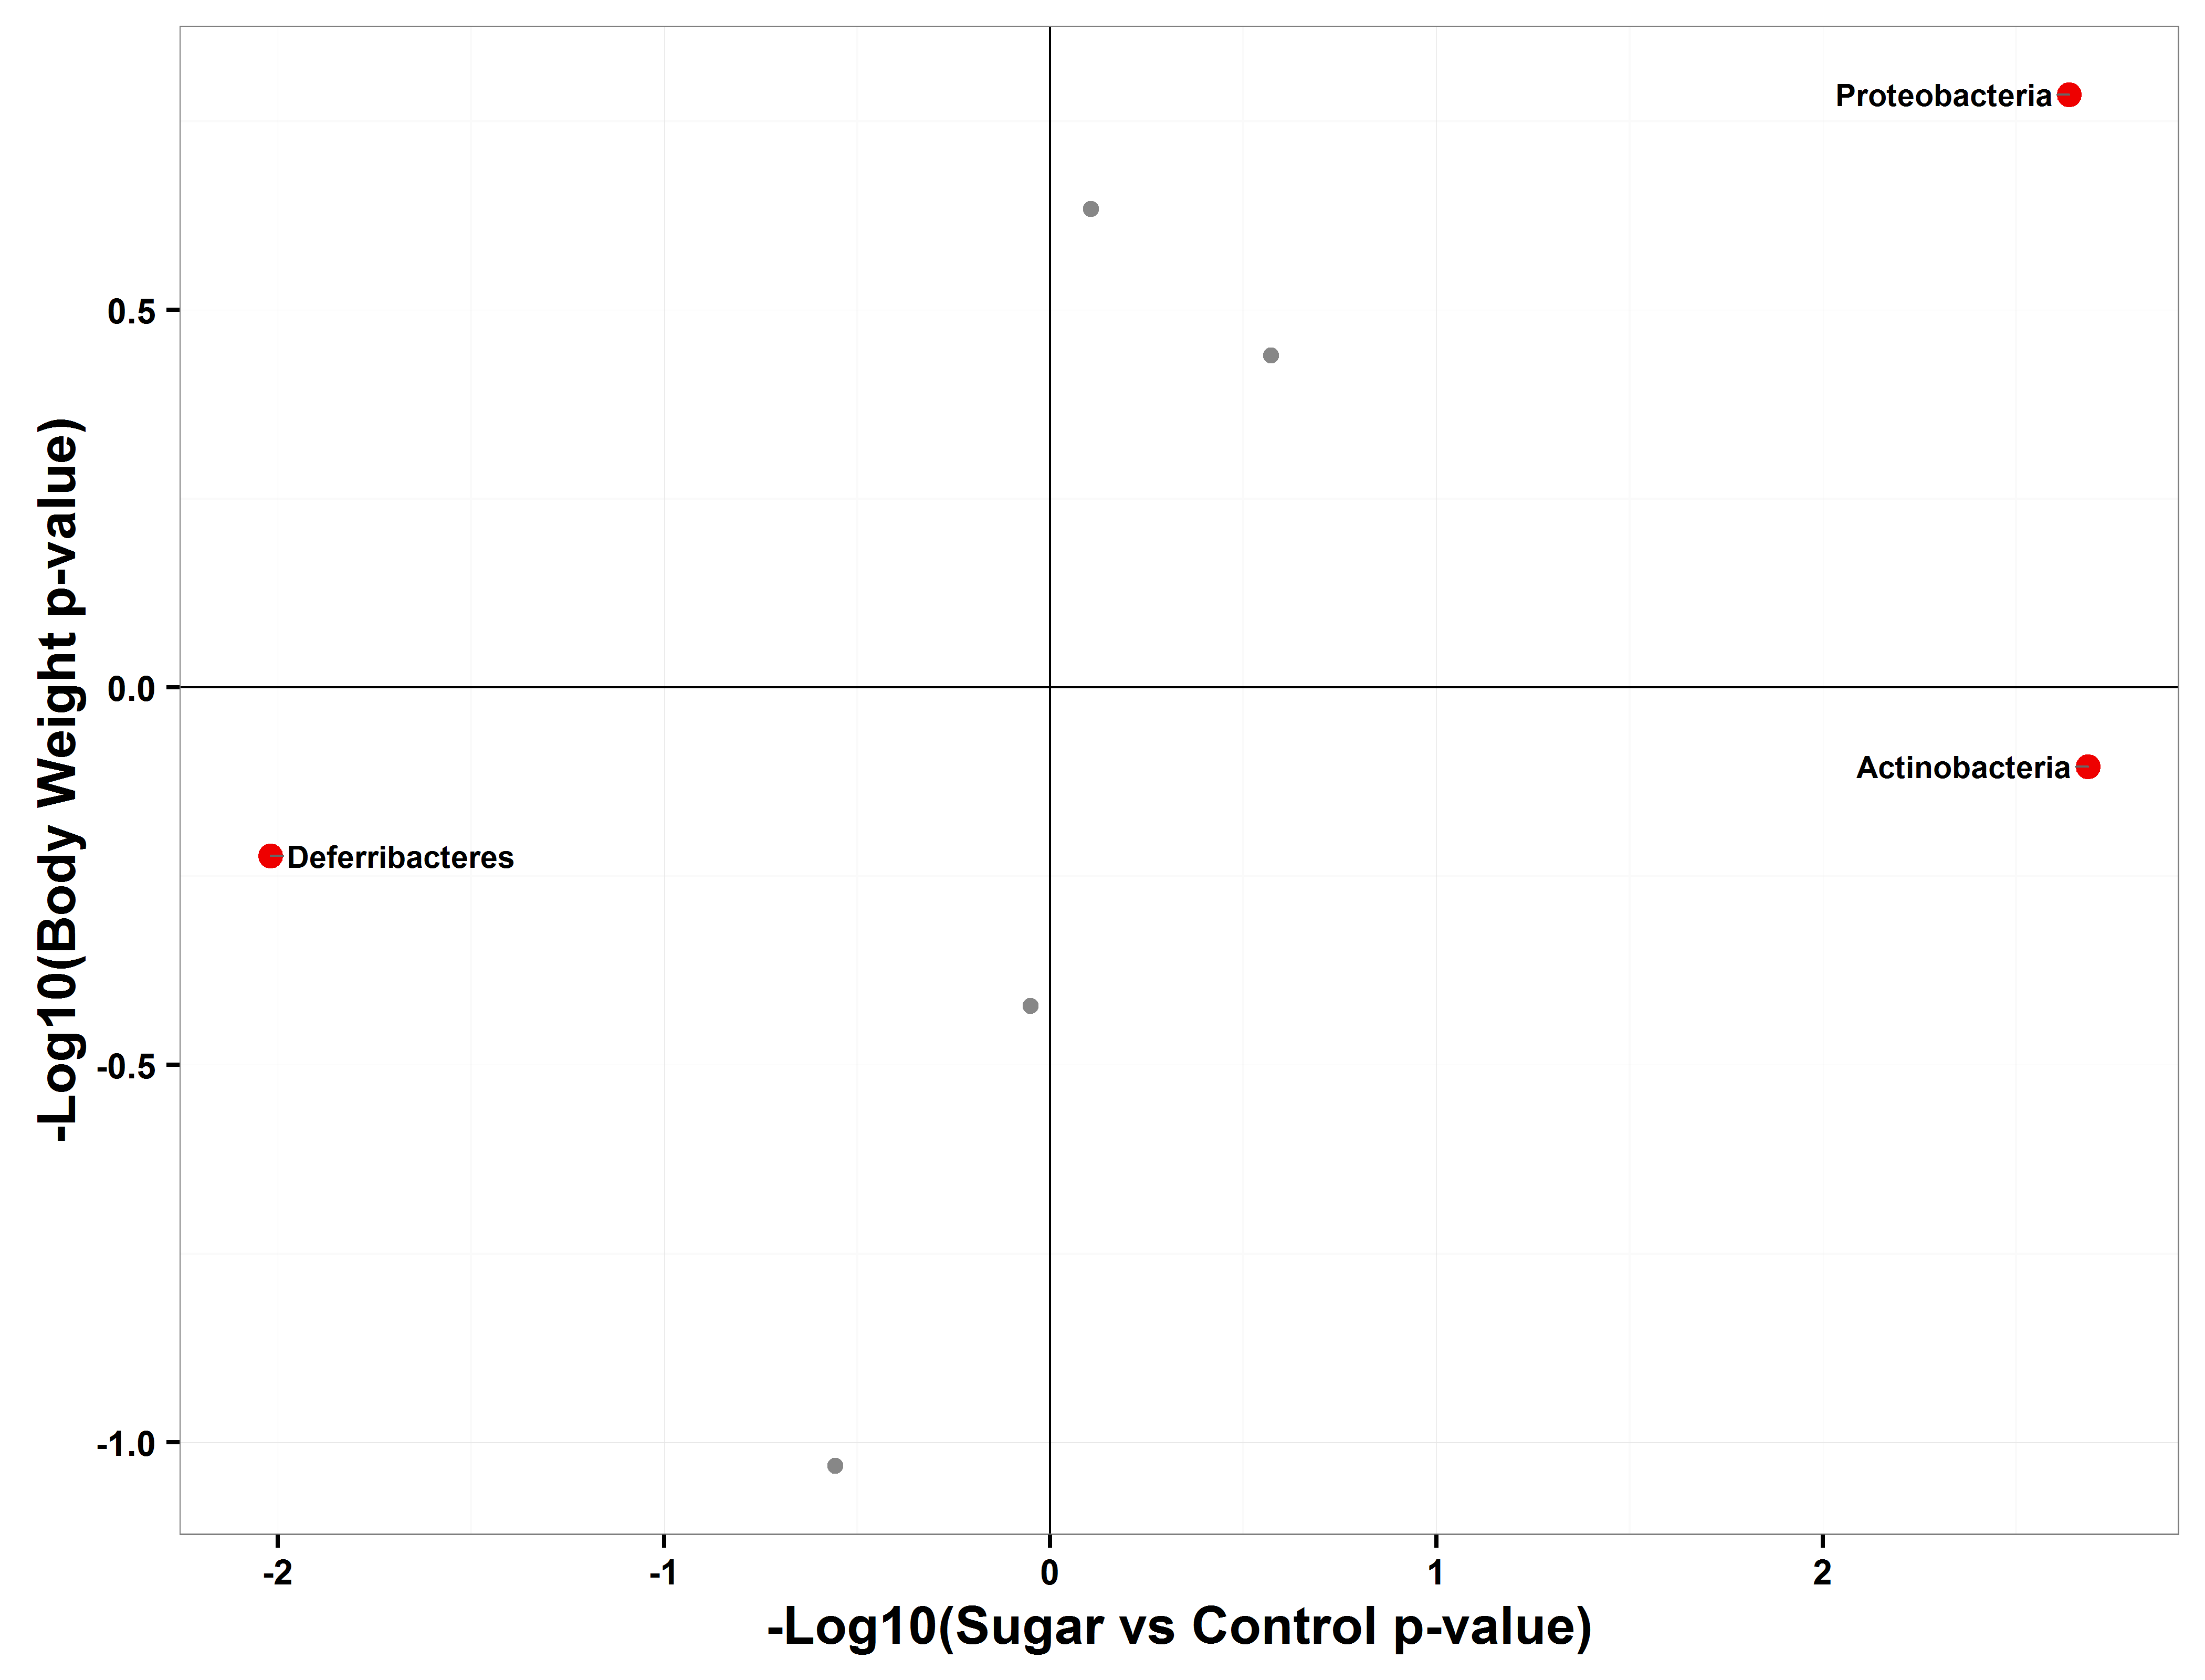 Proteobacteria
0.5
0.0
Actinobacteria
Deferribacteres
-0.5
-1.0
-Log10(Body Weight p-value)
-2 -1 0 1 2
-Log10(Sugar vs Control p-value)